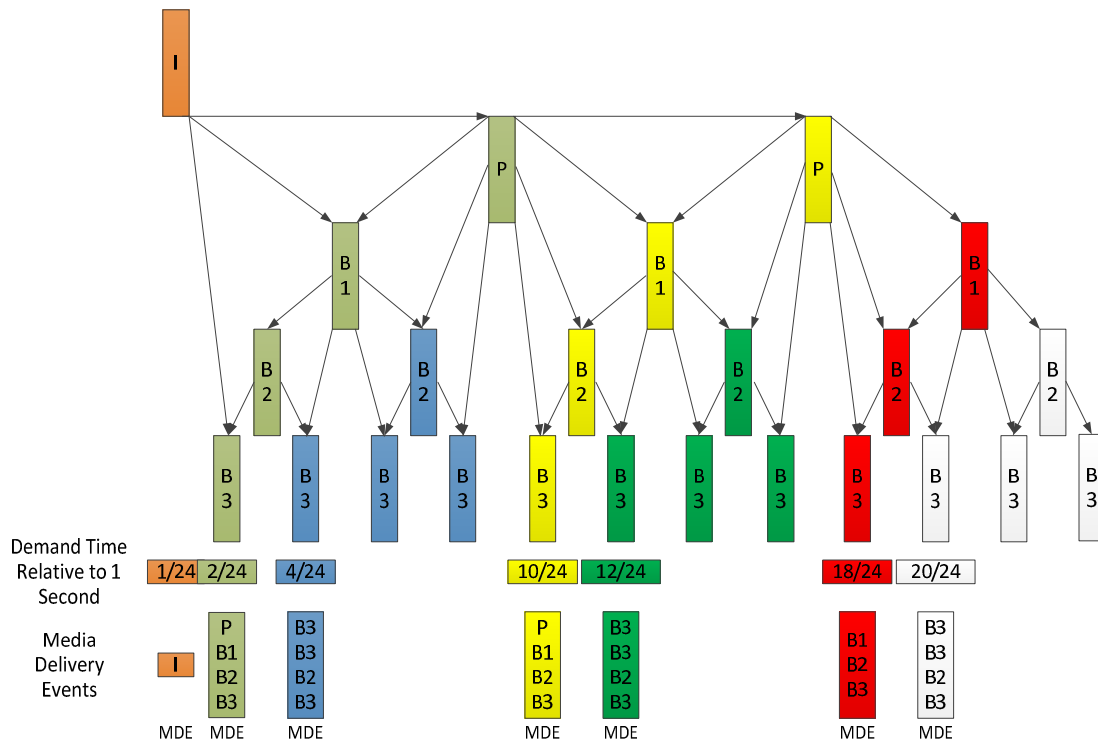 I
P
P
B
1
B
1
B
1
B
2
B
2
B
2
B
2
B
2
B
2
B
3
B
3
B
3
B
3
B
3
B
3
B
3
B
3
B
3
B
3
B
3
B
3
Demand Time
Relative to 1
Second
1/24 2/24 4/24 10/24 12/24 18/24 20/24
Media
Delivery
Events
I
P
B1
B2
B3
B3
B3
B2
B3
P
B1
B2
B3
B3
B3
B2
B3
B1
B2
B3
B3
B3
B2
B3
MDE MDE MDE MDE MDE MDE MDE